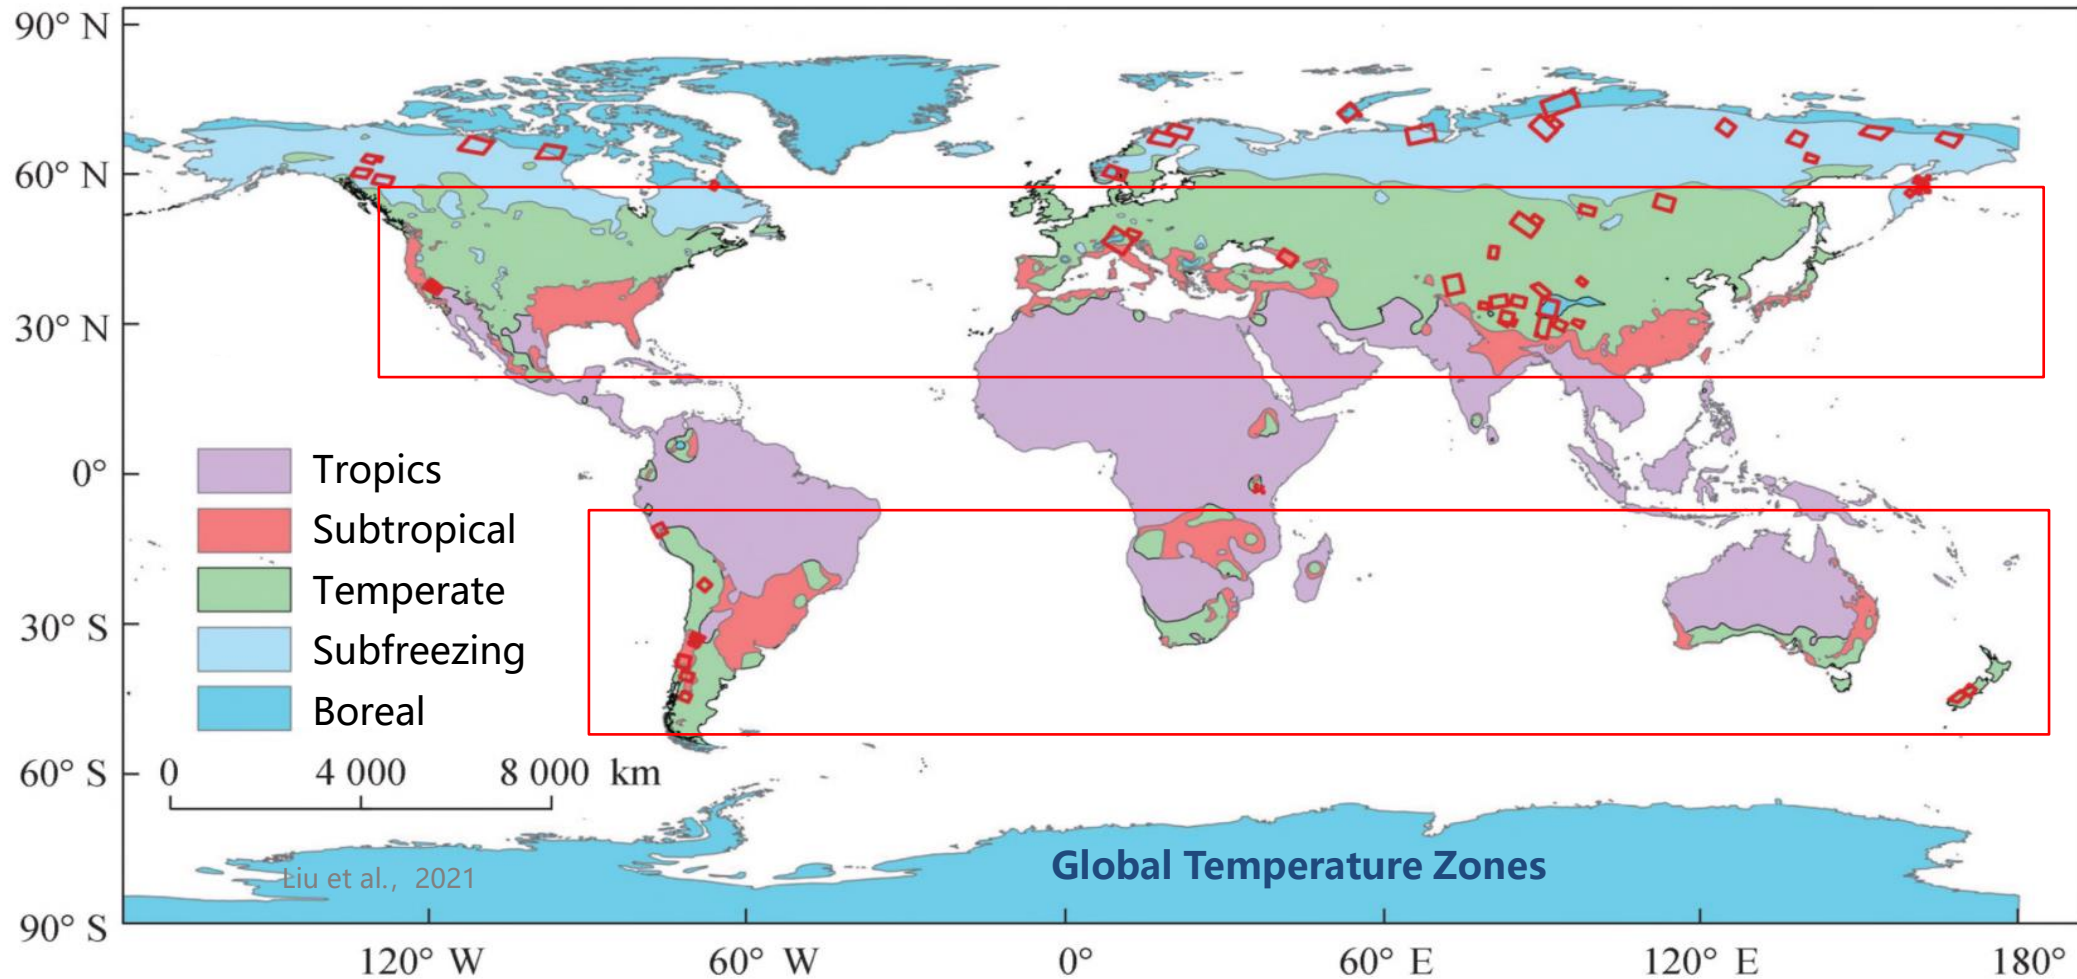 90° N
60° N
30° N
0°
30° S
60° S
90° S
Tropics
Subtropical
Temperate
Subfreezing
Boreal
0 4 000 8 000 km
Liu et al., 2021
Global Temperature Zones
120° W 60° W 0° 60° E 120° E 180°